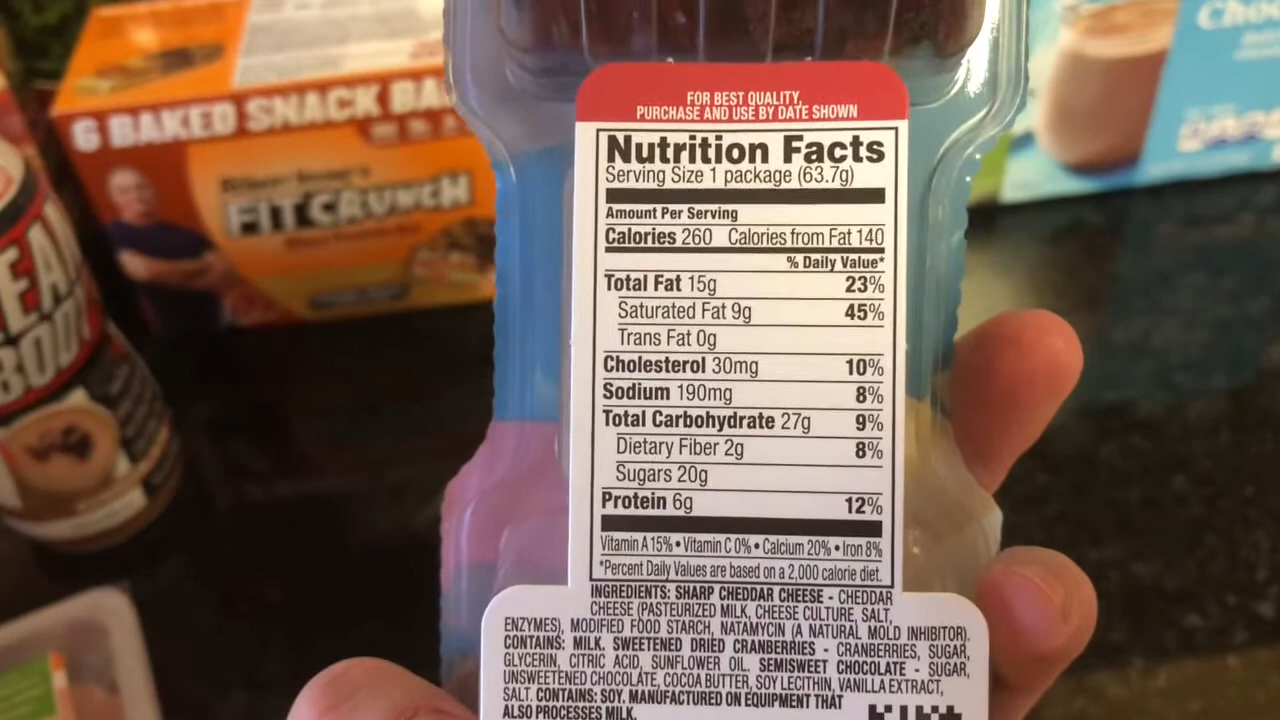 6 BAKED SNACK BA
FIT CRUNCH
EA
BODY
Choc
FOR BEST QUALITY,
PURCHASE AND USE BY DATE SHOWN
Nutrition Facts
Serving Size 1 package (63.7g)
Amount Per Serving
Calories 260 Calories from Fat 140
% Daily Value*
Total Fat 15g 23%
Saturated Fat 9g 45%
Trans Fat 0g
Cholesterol 30mg 10%
Sodium 190mg 8%
Total Carbohydrate 27g 9%
Dietary Fiber 2g 8%
Sugars 20g
Protein 6g 12%
Vitamin A 15% • Vitamin C 0% • Calcium 20% • Iron 8%
*Percent Daily Values are based on a 2,000 calorie diet.
INGREDIENTS: SHARP CHEDDAR CHEESE - CHEDDAR
CHEESE (PASTEURIZED MILK, CHEESE CULTURE, SALT,
ENZYMES), MODIFIED FOOD STARCH, NATAMYCIN (A NATURAL MOLD INHIBITOR).
CONTAINS: MILK. SWEETENED DRIED CRANBERRIES - CRANBERRIES, SUGAR,
GLYCERIN, CITRIC ACID, SUNFLOWER OIL. SEMISWEET CHOCOLATE - SUGAR,
UNSWEETENED CHOCOLATE, COCOA BUTTER, SOY LECITHIN, VANILLA EXTRACT,
SALT. CONTAINS: SOY. MANUFACTURED ON EQUIPMENT THAT
ALSO PROCESSES MILK.